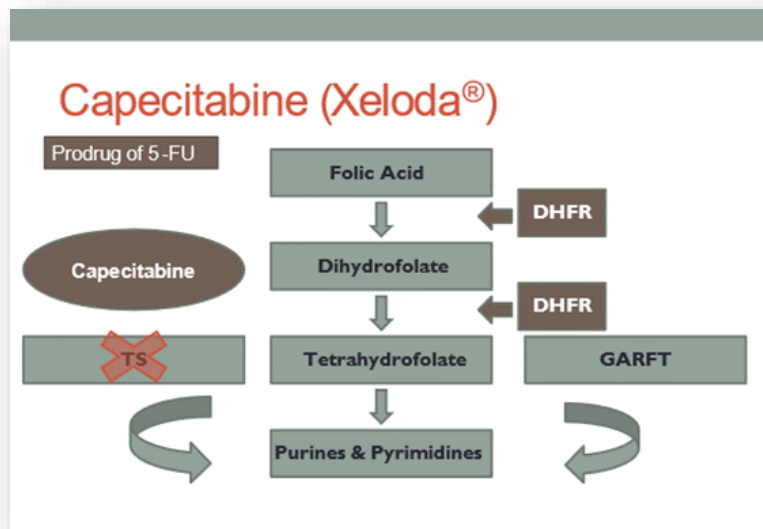 Capecitabine (Xeloda®)
Prodrug of 5-FU
Folic Acid
DHFR
Capecitabine
Dihydrofolate
DHFR
TS
Tetrahydrofolate
GARFT
Purines & Pyrimidines